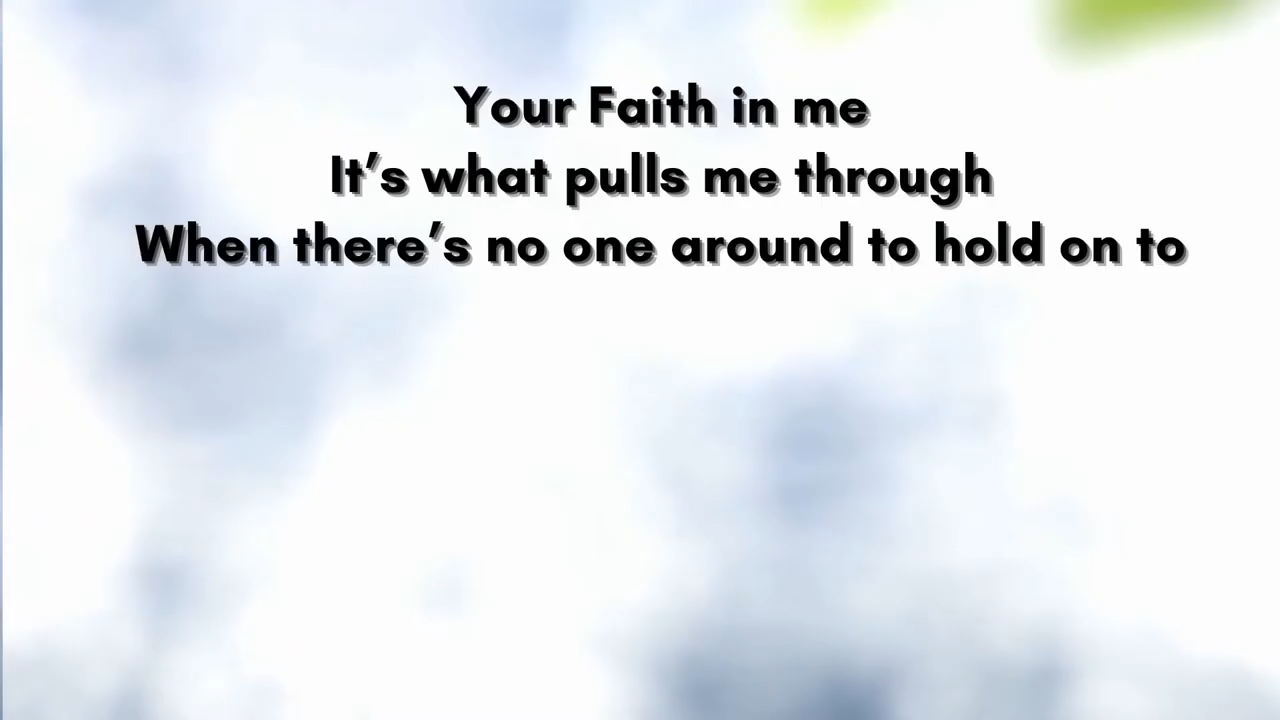 Your Faith in me
It's what pulls me through
When there's no one around to hold on to